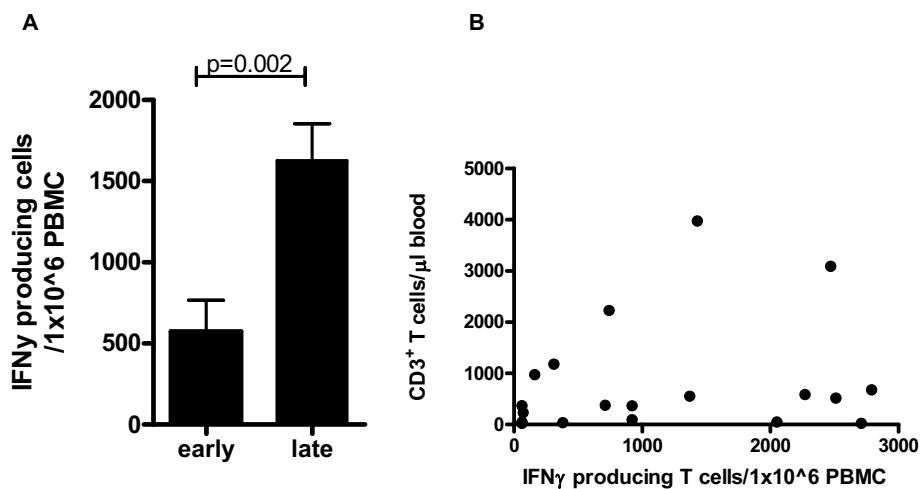 A
p=0.002
IFNγ producing cells
/1x10^6 PBMC
2000
1500
1000
500
0
early late
B
CD3+ T cells/µl blood
5000
4000
3000
2000
1000
0
0 1000 2000 3000
IFNγ producing T cells/1x10^6 PBMC